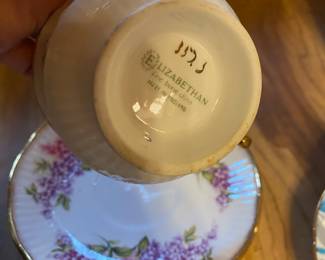 ELIZABETHAN
Fine Bone China
MADE IN ENGLAND